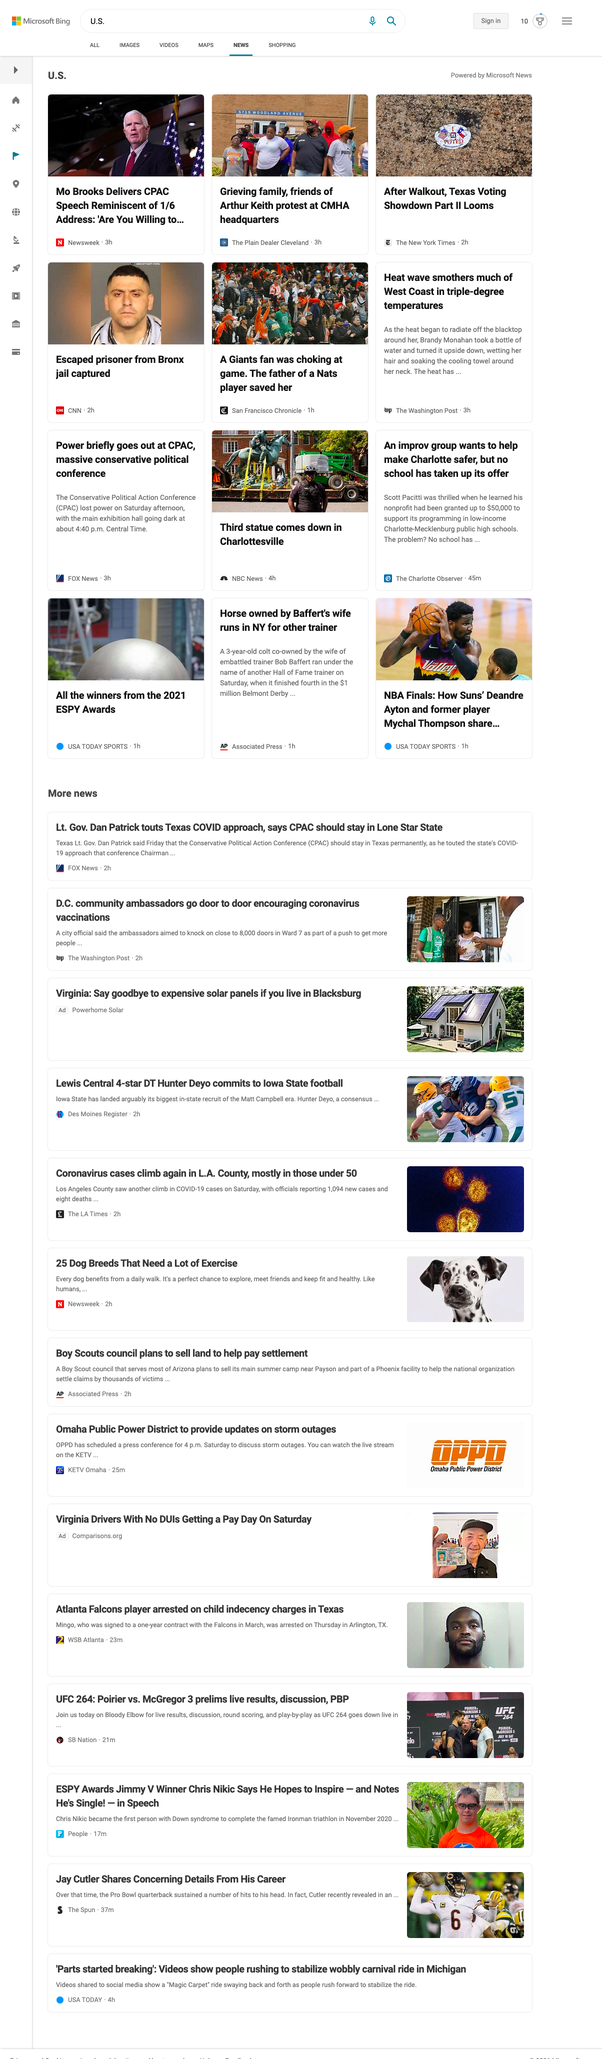 Microsoft Bing
U.S.
Sign in
10
ALL
IMAGES
VIDEOS
MAPS
NEWS
SHOPPING
U.S.
Powered by Microsoft News
5715 WOODLAND AVENUE
I VOTED
Mo Brooks Delivers CPAC
Speech Reminiscent of 1/6
Address: 'Are You Willing to...
Newsweek · 3h
Grieving family, friends of
Arthur Keith protest at CMHA
headquarters
The Plain Dealer Cleveland · 3h
After Walkout, Texas Voting
Showdown Part II Looms
The New York Times · 2h
Escaped prisoner from Bronx
jail captured
CNN · 2h
A Giants fan was choking at
game. The father of a Nats
player saved her
San Francisco Chronicle · 1h
Heat wave smothers much of
West Coast in triple-degree
temperatures
As the heat began to radiate off the blacktop
around her, Brandy Monahan took a bottle of
water and turned it upside down, wetting her
hair and soaking the cooling towel around
her neck. The heat has ...
The Washington Post · 3h
Power briefly goes out at CPAC,
massive conservative political
conference
The Conservative Political Action Conference
(CPAC) lost power on Saturday afternoon,
with the main exhibition hall going dark at
about 4:40 p.m. Central Time.
FOX News · 3h
Third statue comes down in
Charlottesville
NBC News · 4h
An improv group wants to help
make Charlotte safer, but no
school has taken up its offer
Scott Pacitti was thrilled when he learned his
nonprofit had been granted up to $50,000 to
support its programming in low-income
Charlotte-Mecklenburg public high schools.
The problem? No school has ...
The Charlotte Observer · 45m
All the winners from the 2021
ESPY Awards
USA TODAY SPORTS · 1h
Horse owned by Baffert's wife
runs in NY for other trainer
A 3-year-old colt co-owned by the wife of
embattled trainer Bob Baffert ran under the
name of another Hall of Fame trainer on
Saturday, when it finished fourth in the $1
million Belmont Derby ...
AP Associated Press · 1h
Valley
NBA Finals: How Suns' Deandre
Ayton and former player
Mychal Thompson share...
USA TODAY SPORTS · 1h
More news
Lt. Gov. Dan Patrick touts Texas COVID approach, says CPAC should stay in Lone Star State
Texas Lt. Gov. Dan Patrick said Friday that the Conservative Political Action Conference (CPAC) should stay in Texas permanently, as he touted the state's COVID-
19 approach that conference Chairman ...
FOX News · 2h
D.C. community ambassadors go door to door encouraging coronavirus
vaccinations
A city official said the ambassadors aimed to knock on close to 8,000 doors in Ward 7 as part of a push to get more
people ...
wp The Washington Post · 2h
Virginia: Say goodbye to expensive solar panels if you live in Blacksburg
Ad Powerhome Solar
Lewis Central 4-star DT Hunter Deyo commits to Iowa State football
Iowa State has landed arguably its biggest in-state recruit of the Matt Campbell era. Hunter Deyo, a consensus ...
Des Moines Register · 2h
Coronavirus cases climb again in L.A. County, mostly in those under 50
Los Angeles County saw another climb in COVID-19 cases on Saturday, with officials reporting 1,094 new cases and
eight deaths ...
The LA Times · 2h
25 Dog Breeds That Need a Lot of Exercise
Every dog benefits from a daily walk. It's a perfect chance to explore, meet friends and keep fit and healthy. Like
humans, ...
N Newsweek · 2h
Boy Scouts council plans to sell land to help pay settlement
A Boy Scout council that serves most of Arizona plans to sell its main summer camp near Payson and part of a Phoenix facility to help the national organization
settle claims by thousands of victims ...
AP Associated Press · 2h
Omaha Public Power District to provide updates on storm outages
OPPD has scheduled a press conference for 4 p.m. Saturday to discuss storm outages. You can watch the live stream
on the KETV ...
KETV Omaha · 25m
OPPD
Omaha Public Power District
Virginia Drivers With No DUIs Getting a Pay Day On Saturday
Ad Comparisons.org
Atlanta Falcons player arrested on child indecency charges in Texas
Mingo, who was signed to a one-year contract with the Falcons in March, was arrested on Thursday in Arlington, TX.
WSB Atlanta · 23m
UFC 264: Poirier vs. McGregor 3 prelims live results, discussion, PBP
Join us today on Bloody Elbow for live results, discussion, round scoring, and play-by-play as UFC 264 goes down live in
...
SB Nation · 21m
UFC
264
ESPY Awards Jimmy V Winner Chris Nikic Says He Hopes to Inspire — and Notes
He's Single! — in Speech
Chris Nikic became the first person with Down syndrome to complete the famed Ironman triathlon in November 2020 ...
P People · 17m
Jay Cutler Shares Concerning Details From His Career
Over that time, the Pro Bowl quarterback sustained a number of hits to his head. In fact, Cutler recently revealed in an ...
The Spun · 37m
6
'Parts started breaking': Videos show people rushing to stabilize wobbly carnival ride in Michigan
Videos shared to social media show a "Magic Carpet" ride swaying back and forth as people rush forward to stabilize the ride.
USA TODAY · 4h